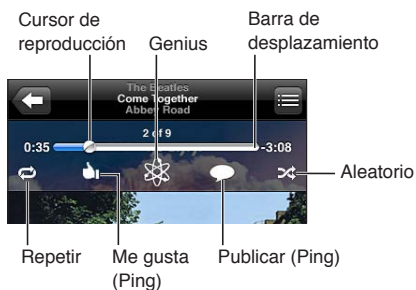 Cursor de
reproducción
Genius
Barra de
desplazamiento
The Beatles
Come Together
Abbey Road
2 of 9
0:35
-3:08
Aleatorio
Repetir
Me gusta
(Ping)
Publicar (Ping)